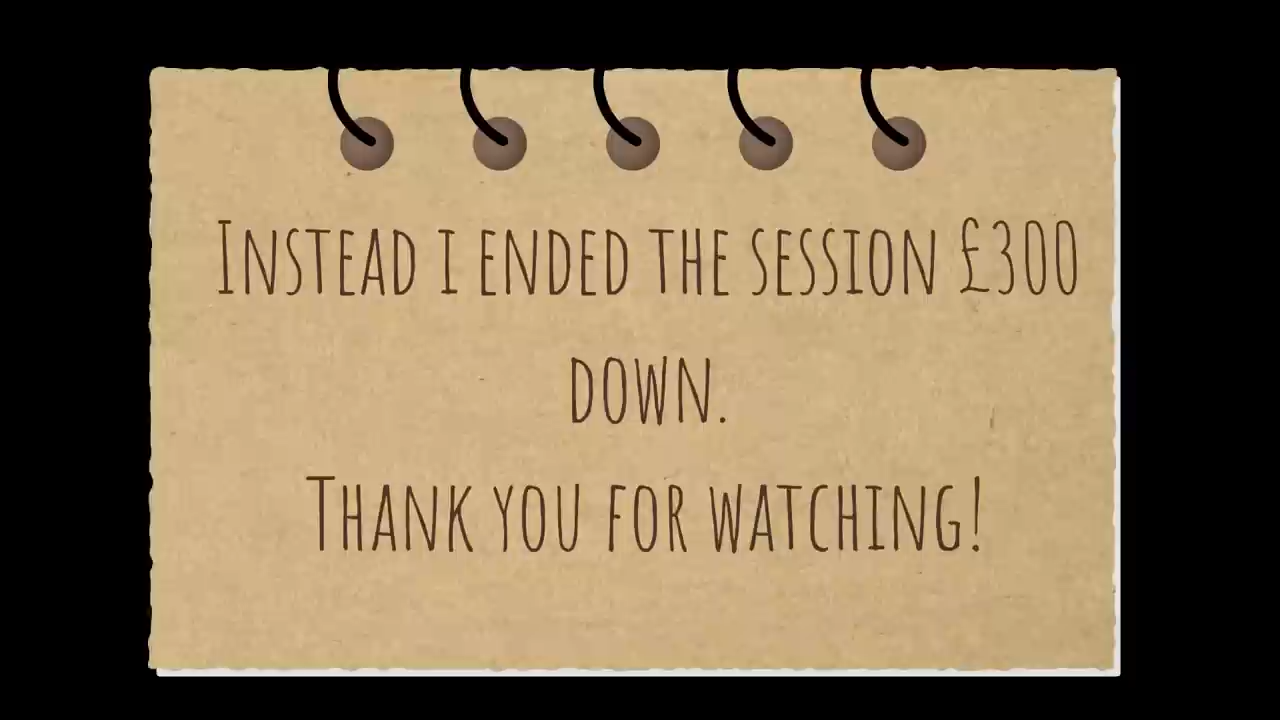 Instead i ended the session £300
down.
Thank you for watching!